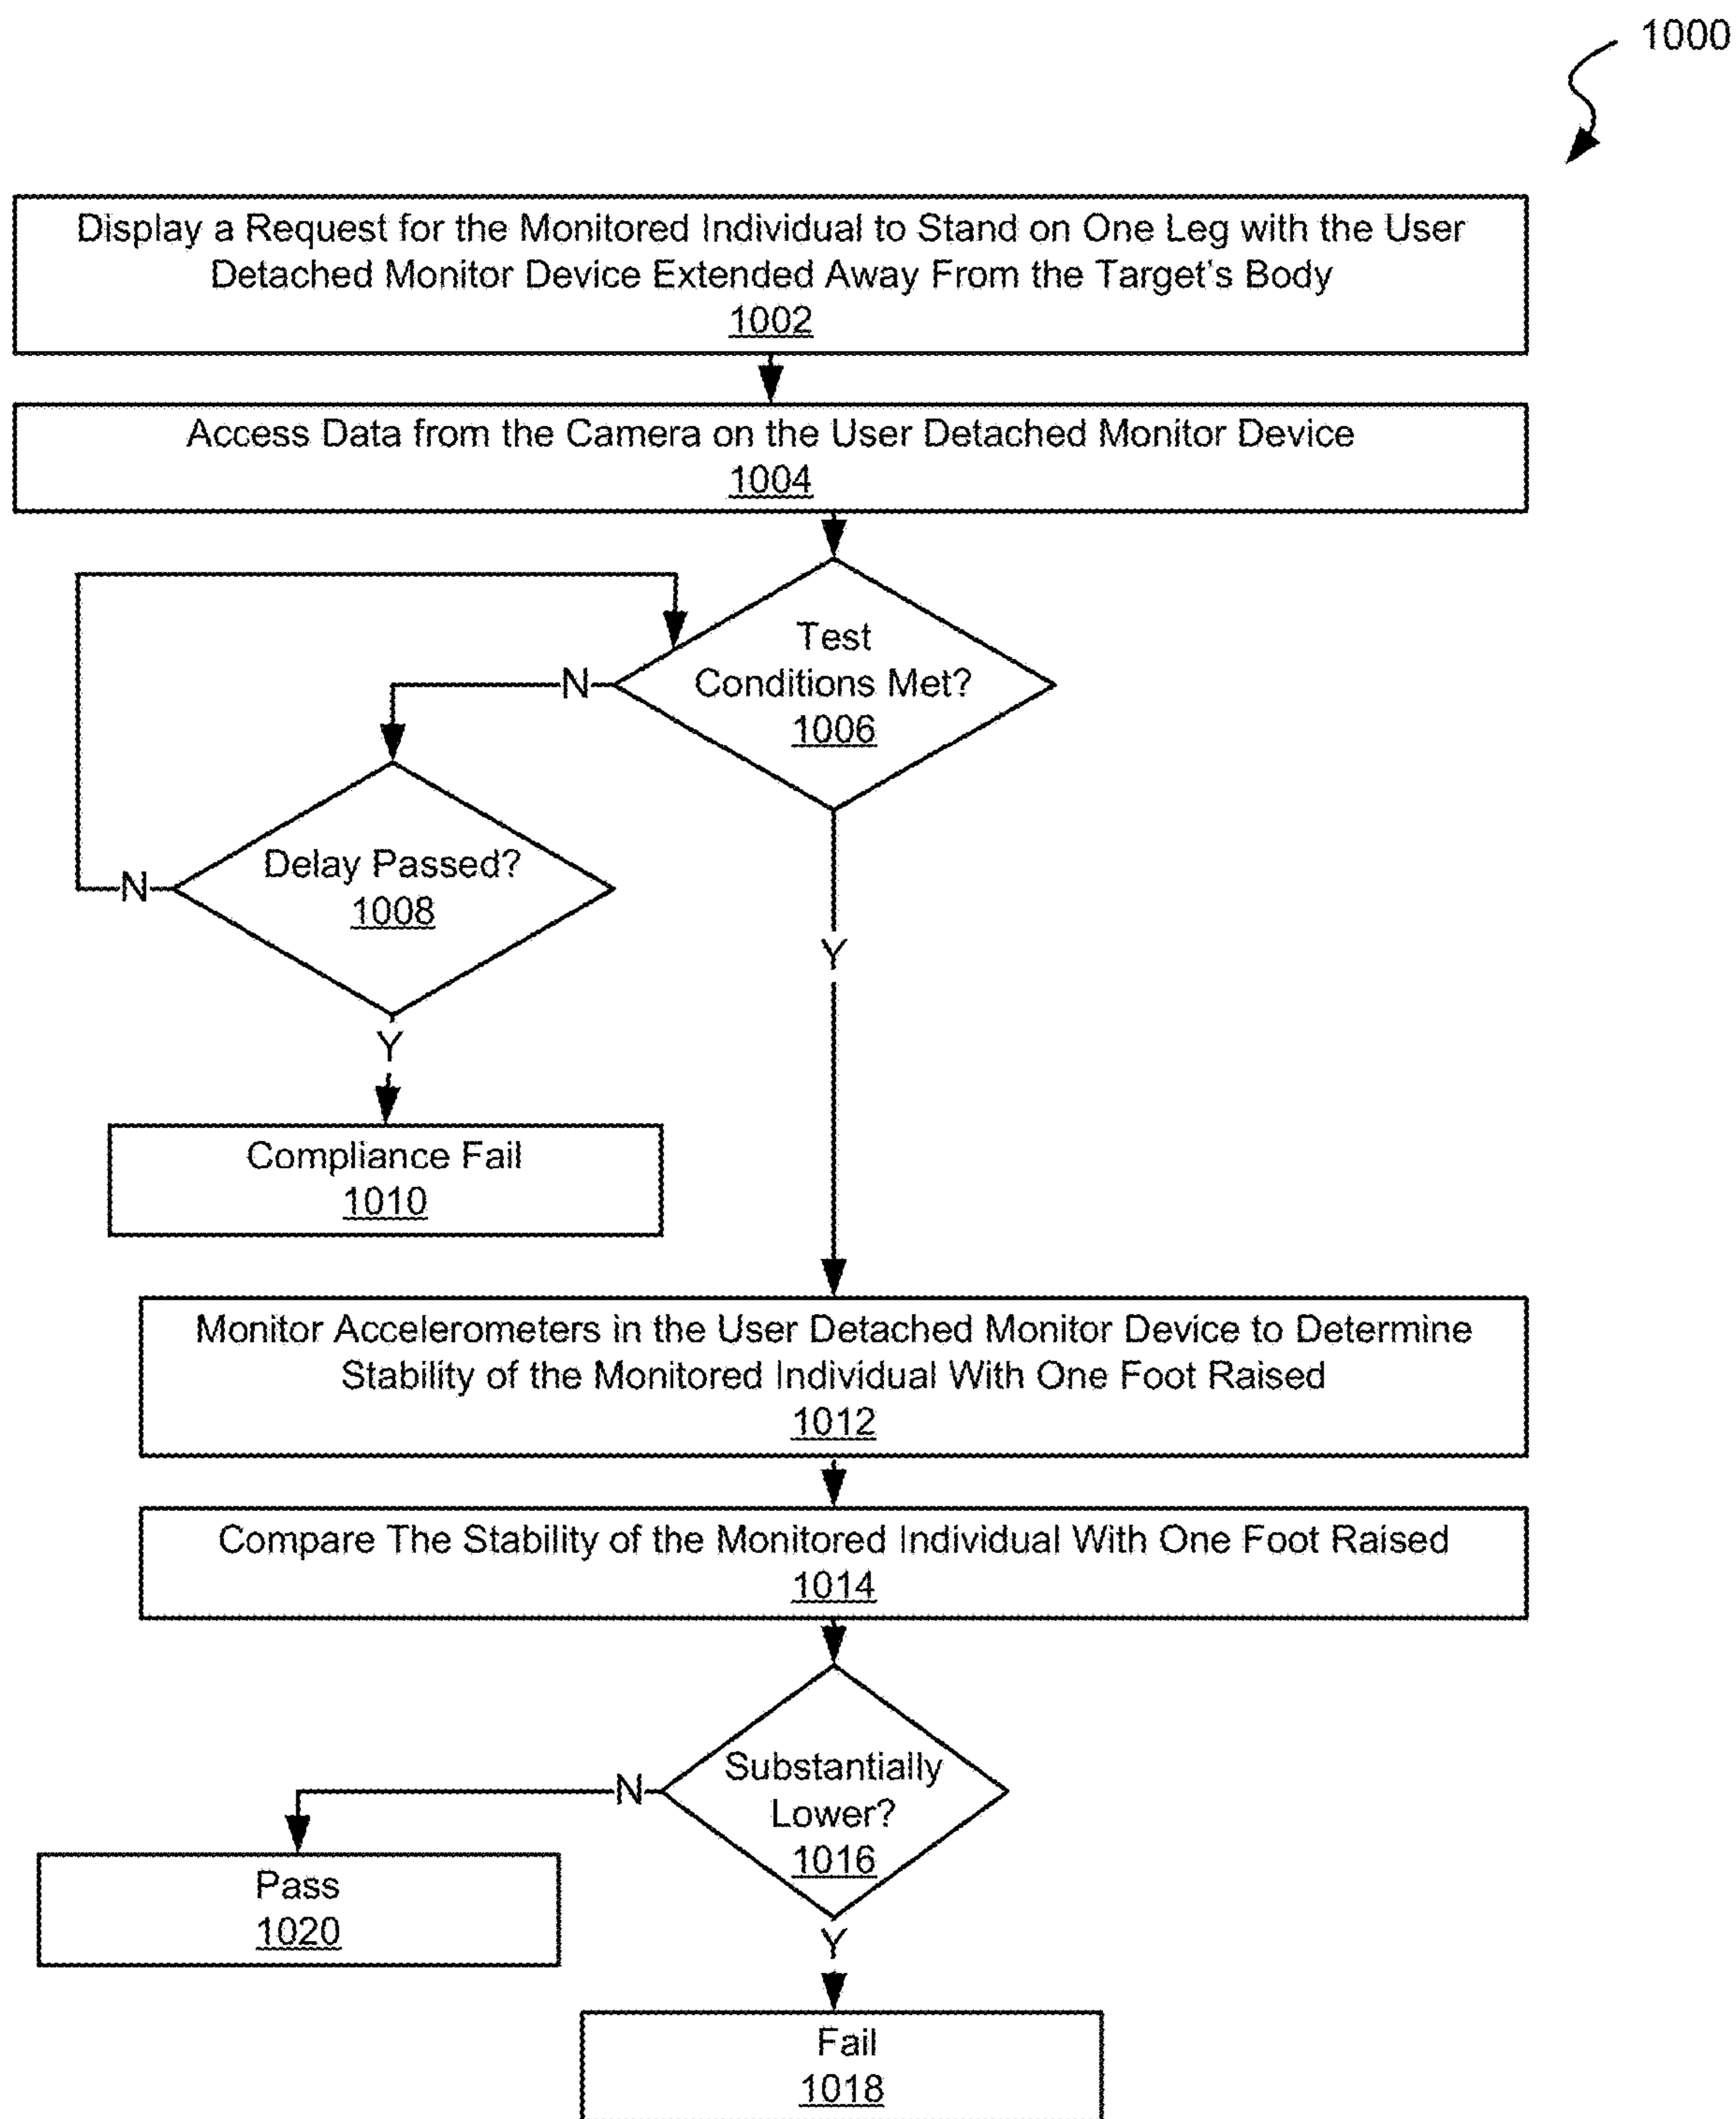 1000
Display a Request for the Monitored Individual to Stand on One Leg with the User
Detached Monitor Device Extended Away From the Target's Body
1002
Access Data from the Camera on the User Detached Monitor Device
1004
Test
Conditions Met?
1006
N
Delay Passed?
1008
N
Y
Y
Compliance Fail
1010
Monitor Accelerometers in the User Detached Monitor Device to Determine
Stability of the Monitored Individual With One Foot Raised
1012
Compare The Stability of the Monitored Individual With One Foot Raised
1014
Substantially
Lower?
1016
N
Pass
1020
Y
Fail
1018